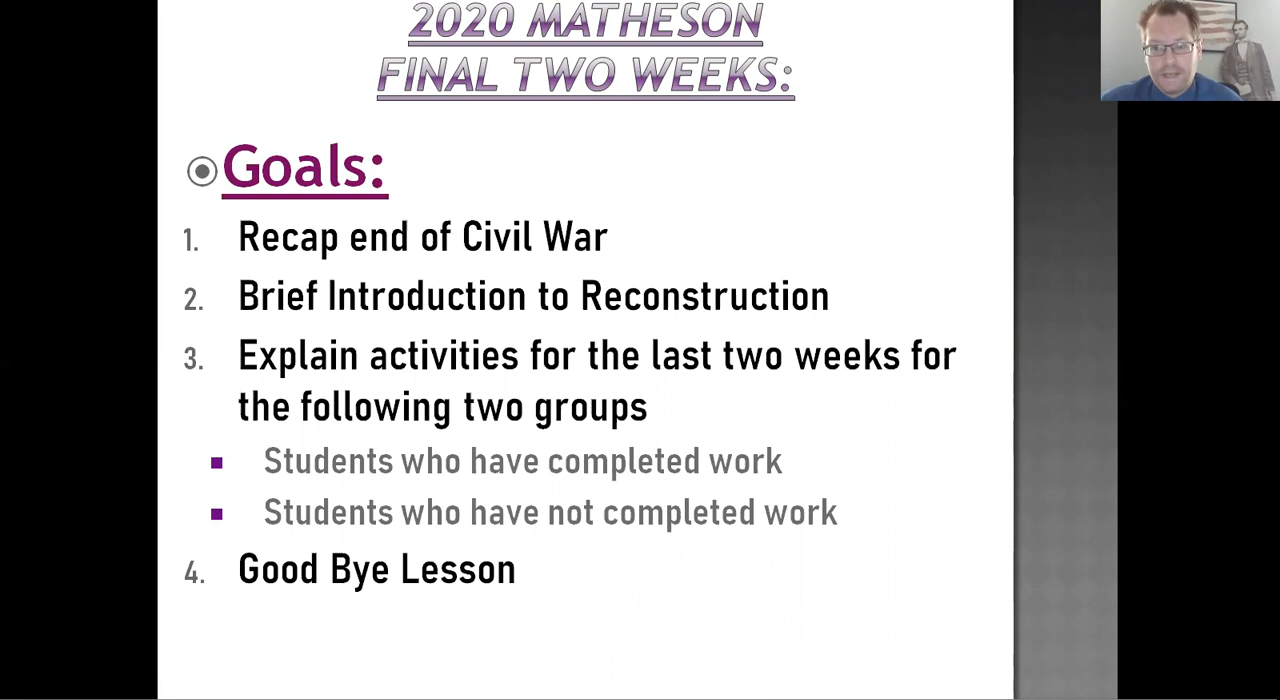 2020 MATHESON
FINAL TWO WEEKS:
Goals:
1. Recap end of Civil War
2. Brief Introduction to Reconstruction
3. Explain activities for the last two weeks for
the following two groups
Students who have completed work
Students who have not completed work
4. Good Bye Lesson